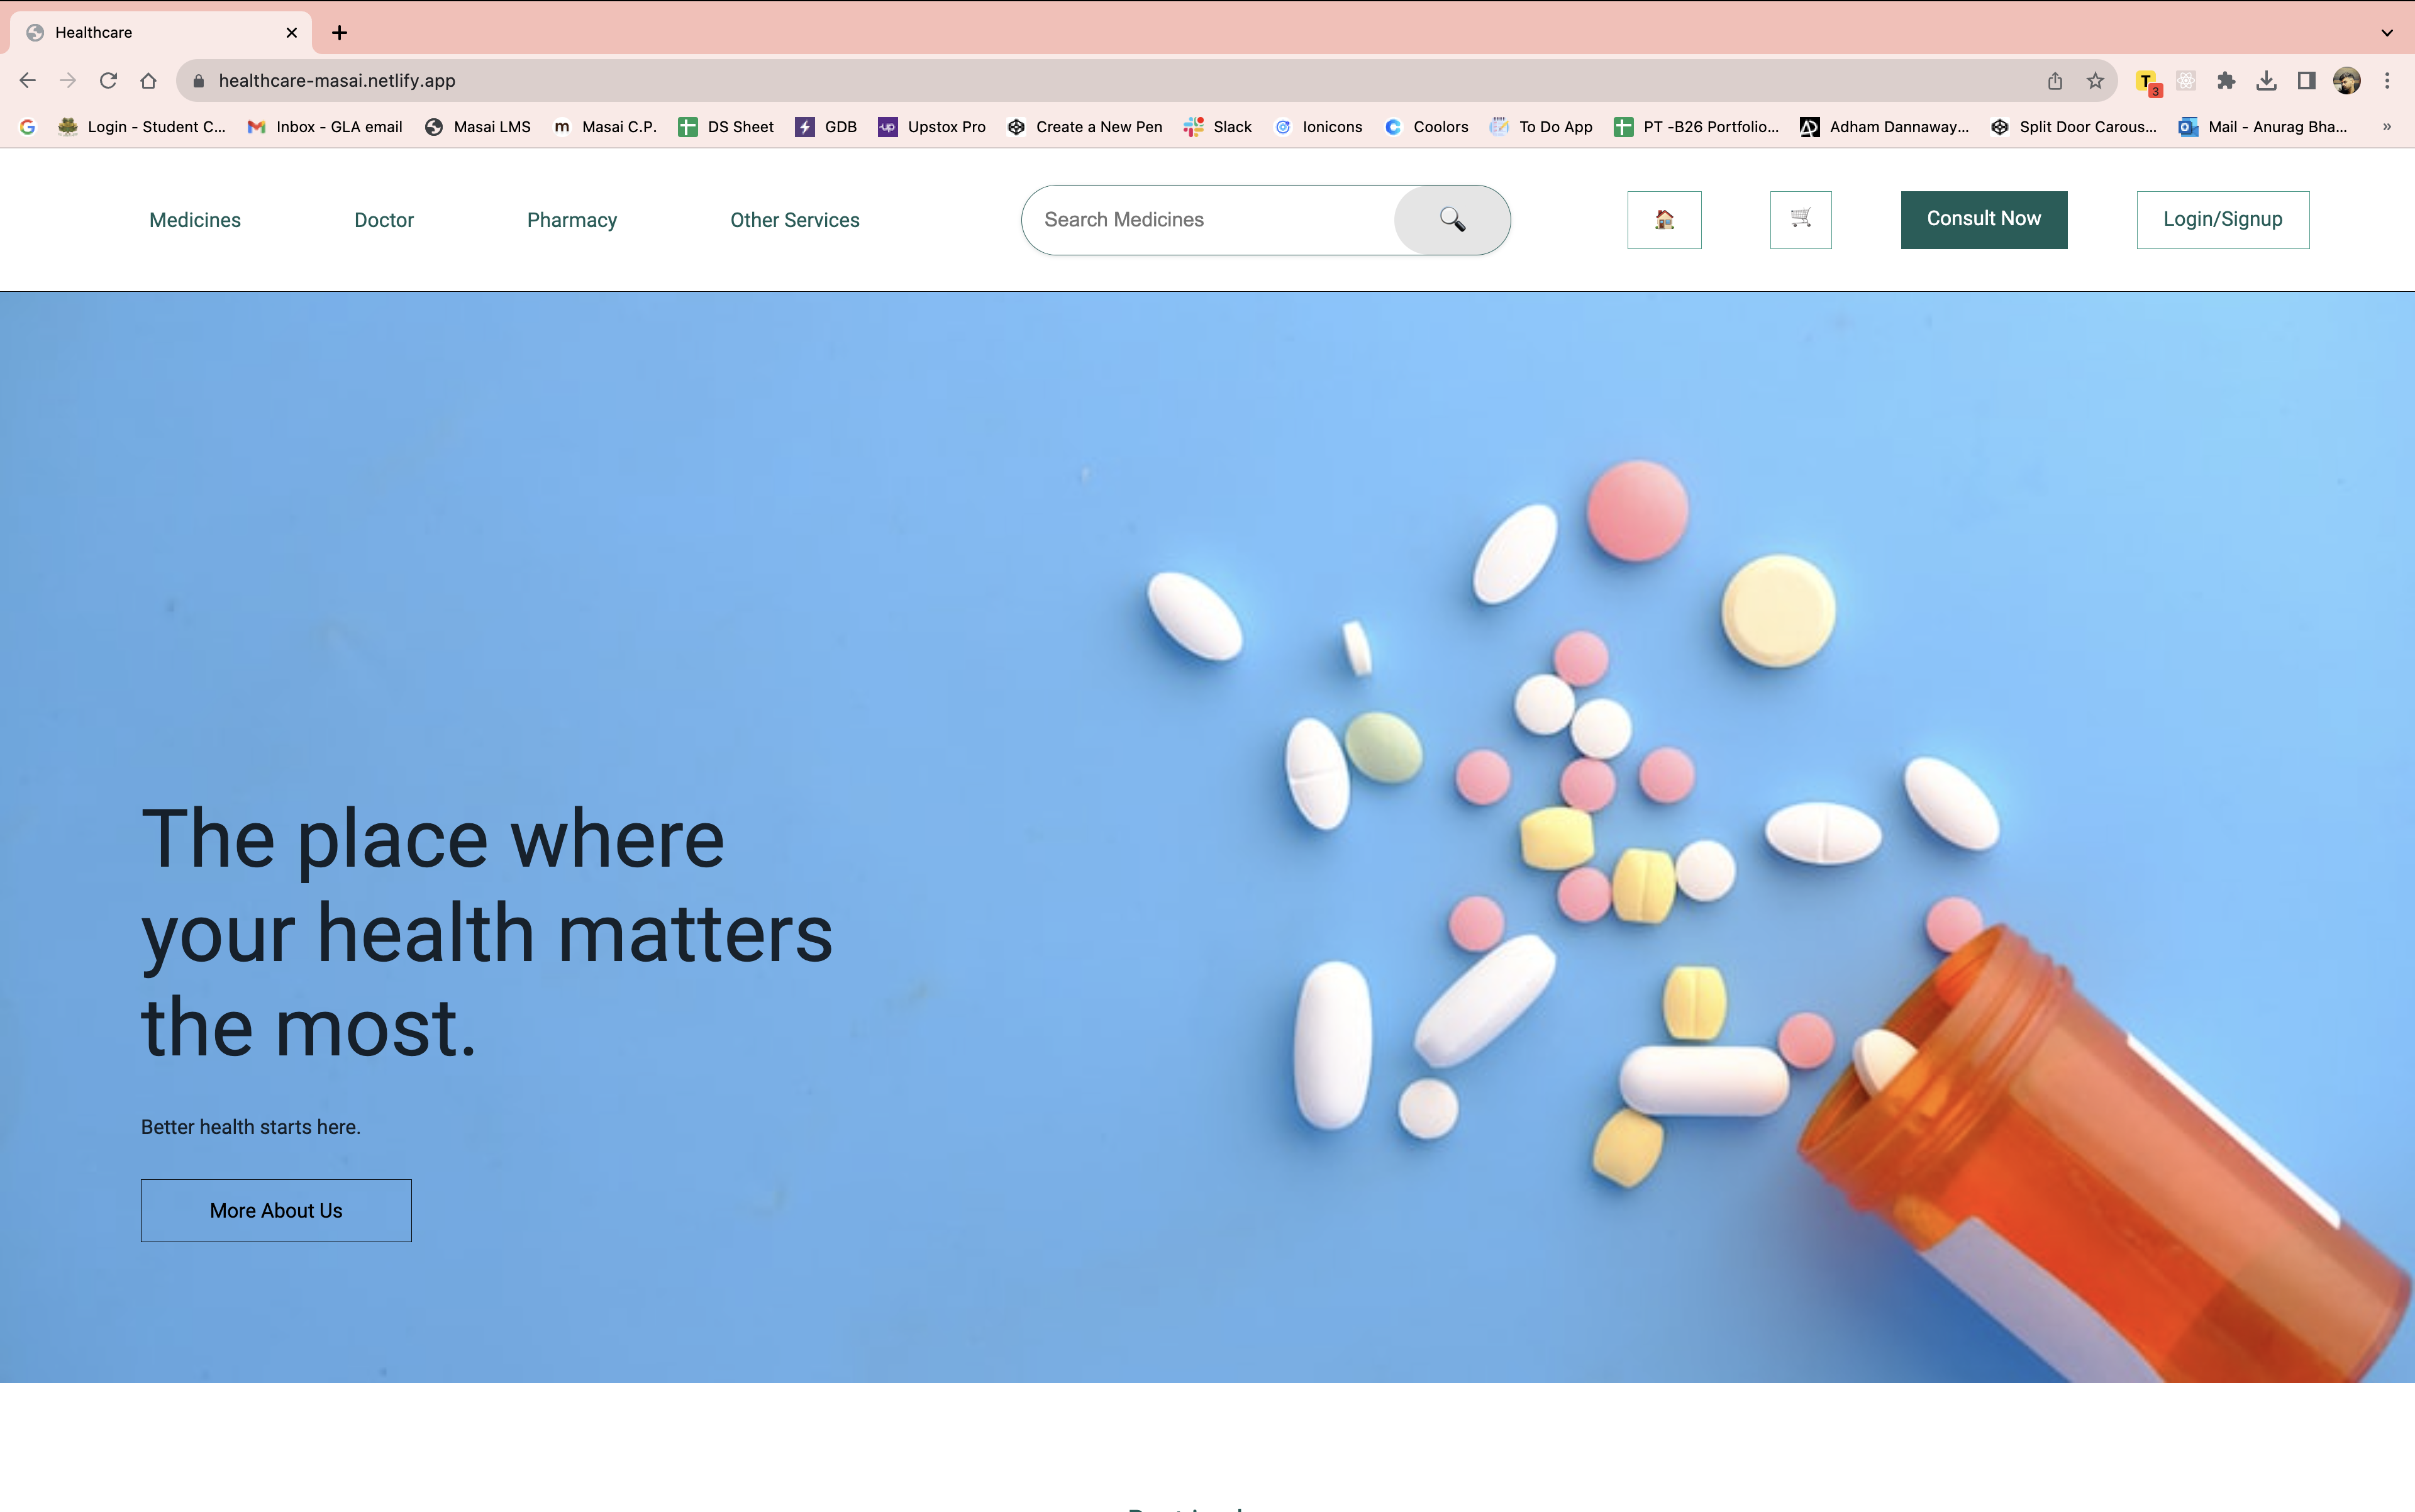 Healthcare
healthcare-masai.netlify.app
T 3
Login - Student C... Inbox - GLA email Masai LMS m Masai C.P. DS Sheet GDB up Upstox Pro Create a New Pen Slack Ionicons Coolors To Do App PT -B26 Portfolio... Adham Dannaway... Split Door Carous... Mail - Anurag Bha... »
Medicines Doctor Pharmacy Other Services Search Medicines Consult Now Login/Signup
The place where
your health matters
the most.
Better health starts here.
More About Us